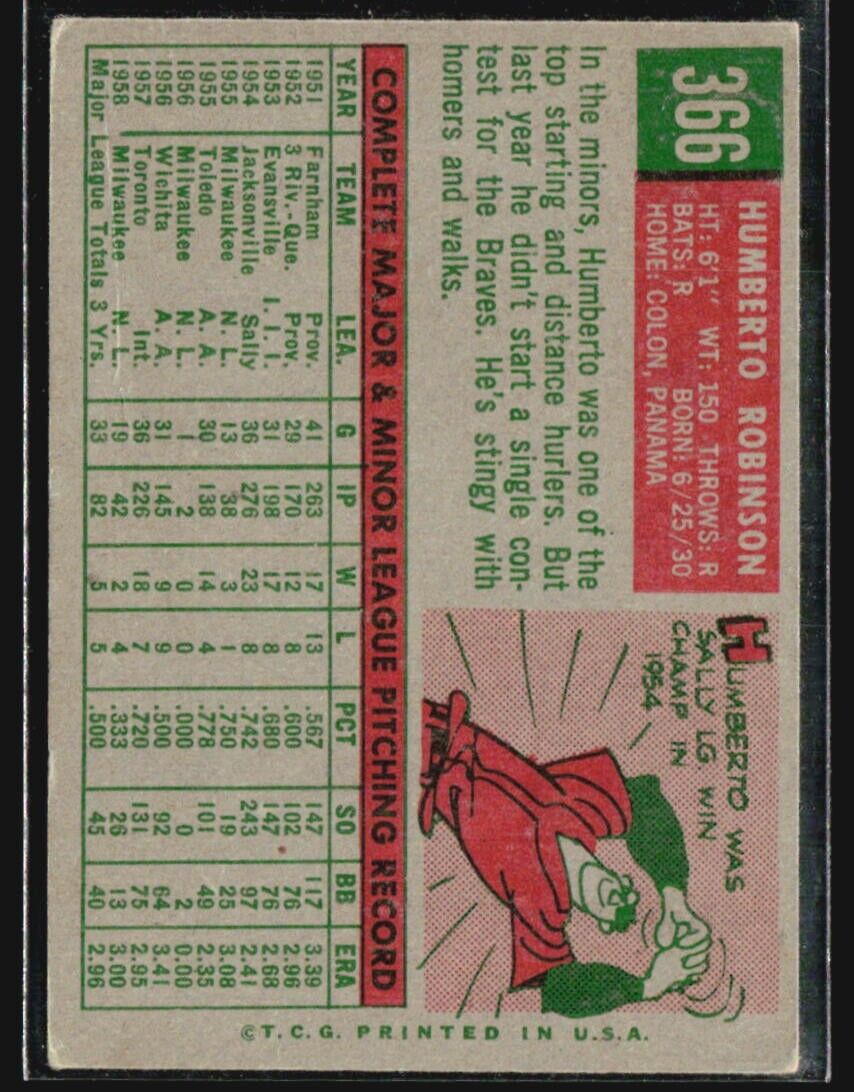 366
HUMBERTO ROBINSON
HT: 6'1" WT: 150 THROWS: R
BATS: R BORN: 6/25/30
HOME: COLON, PANAMA
In the minors, Humberto was one of the
top starting and distance hurlers. But
last year he didn't start a single con-
test for the Braves. He's stingy with
homers and walks.
HUMBERTO WAS
SALLY LG. WIN
CHAMP IN
1954
COMPLETE MAJOR & MINOR LEAGUE PITCHING RECORD
YEAR TEAM LEA. G IP W L PCT SO BB ERA
1951 Farnham Prov. 41 263 17 13 .567 147 117 3.39
1952 3 Riv.-Que. Prov. 29 170 12 8 .600 102 76 2.96
1953 Evansville I. I. I. 31 198 17 8 .680 147 76 2.68
1954 Jacksonville Sally 36 276 23 8 .742 243 97 2.41
1955 Milwaukee N. L. 13 38 3 1 .750 19 25 3.08
1955 Toledo A. A. 30 138 14 4 .778 101 49 2.35
1956 Milwaukee N. L. 1 2 0 0 .000 0 2 0.00
1956 Wichita A. A. 31 145 9 9 .500 92 64 3.41
1957 Toronto Int. 36 226 18 7 .720 131 75 2.95
1958 Milwaukee N. L. 19 42 2 4 .333 26 13 3.00
Major League Totals 3 Yrs. 33 82 5 5 .500 45 40 2.96
©T.C.G. PRINTED IN U.S.A.